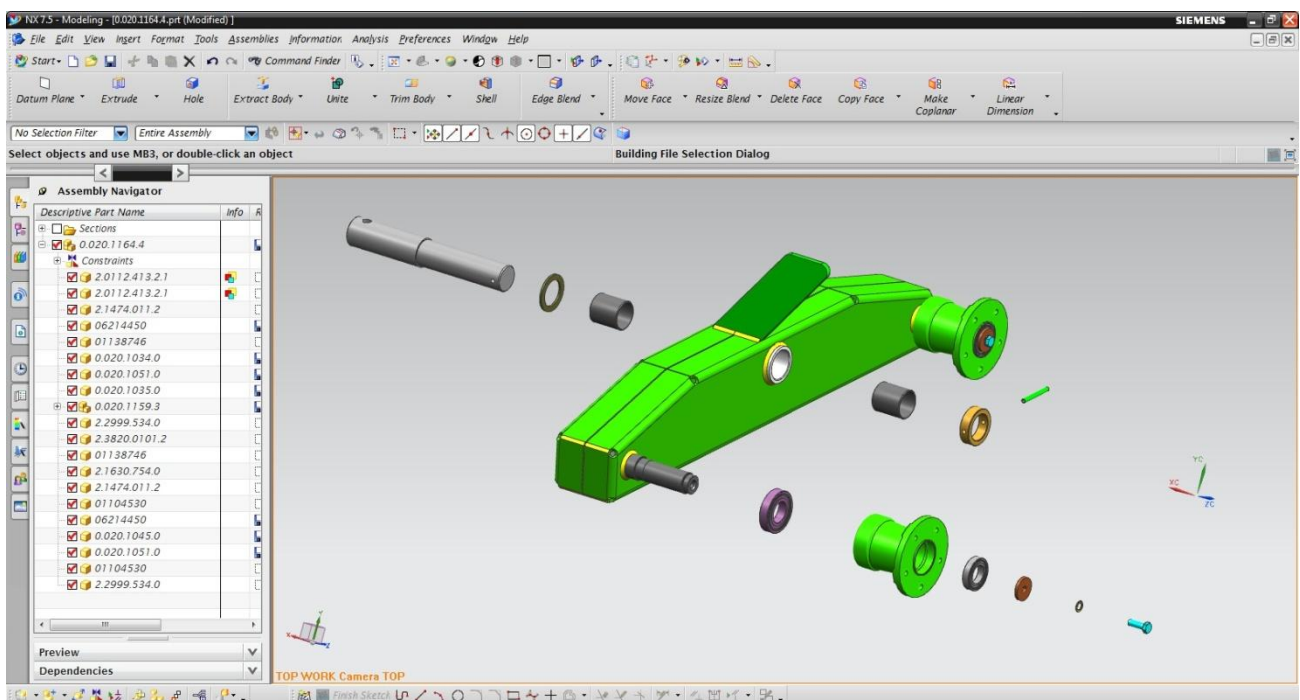 NX 7.5 - Modeling - [0.020.1164.4.prt (Modified) ]
SIEMENS
File Edit View Insert Format Tools Assemblies Information Analysis Preferences Window Help
Start Command Finder
Datum Plane Extrude Hole Extract Body Unite Trim Body Shell Edge Blend Move Face Resize Blend Delete Face Copy Face Make Coplanar Linear Dimension
No Selection Filter Entire Assembly
Select objects and use MB3, or double-click an object
Building File Selection Dialog
Assembly Navigator
Descriptive Part Name Info R
Sections
0.020.1164.4
Constraints
2.0112.413.2.1
2.0112.413.2.1
2.1474.011.2
06214450
01138746
0.020.1034.0
0.020.1051.0
0.020.1035.0
0.020.1159.3
2.2999.534.0
2.3820.0101.2
01138746
2.1630.754.0
2.1474.011.2
01104530
06214450
0.020.1045.0
0.020.1051.0
01104530
2.2999.534.0
Preview
Dependencies
YC
XC
ZC
TOP WORK Camera TOP
Finish Sketch